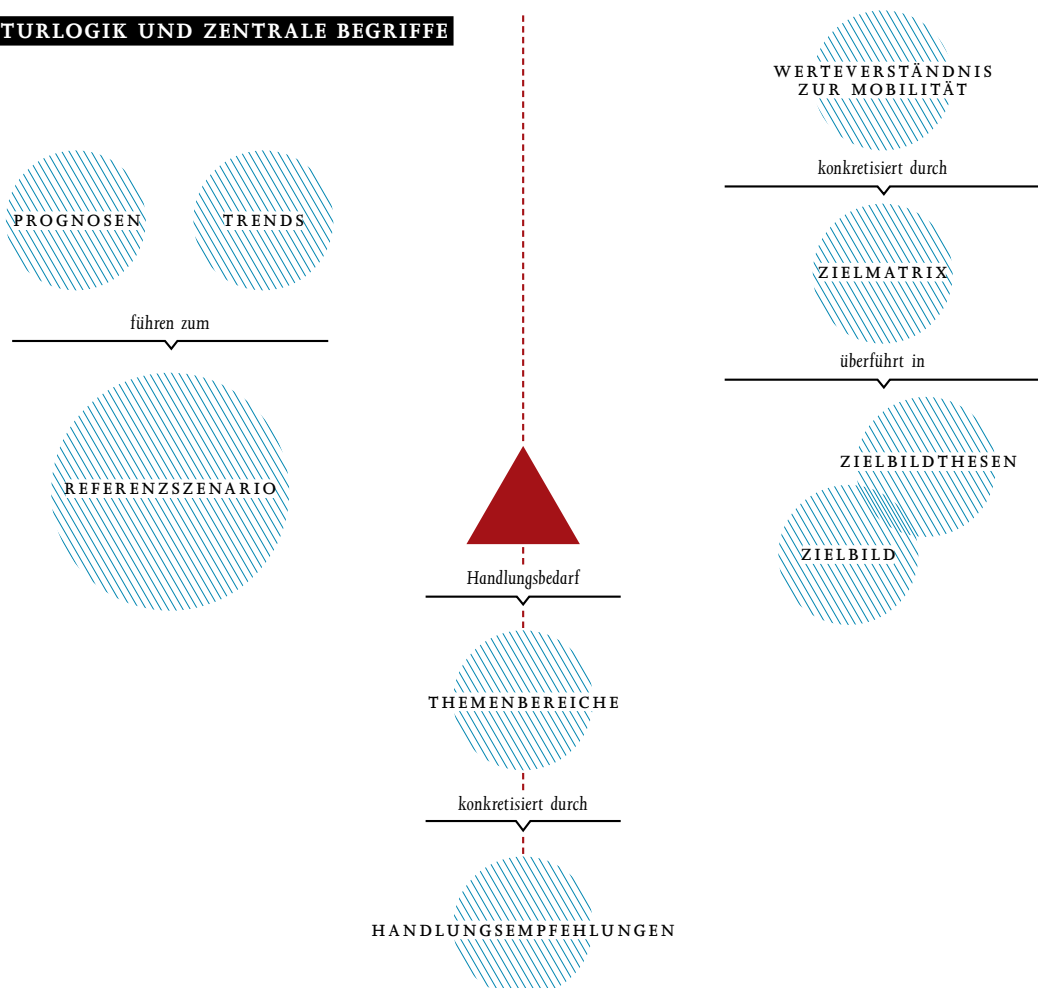 TURLOGIK UND ZENTRALE BEGRIFFE
PROGNOSEN
TRENDS
führen zum
REFERENZSZENARIO
WERTEVERSTÄNDNIS
ZUR MOBILITÄT
konkretisiert durch
ZIELMATRIX
überführt in
ZIELBILDTHESEN
ZIELBILD
Handlungsbedarf
THEMENBEREICHE
konkretisiert durch
HANDLUNGSEMPFEHLUNGEN